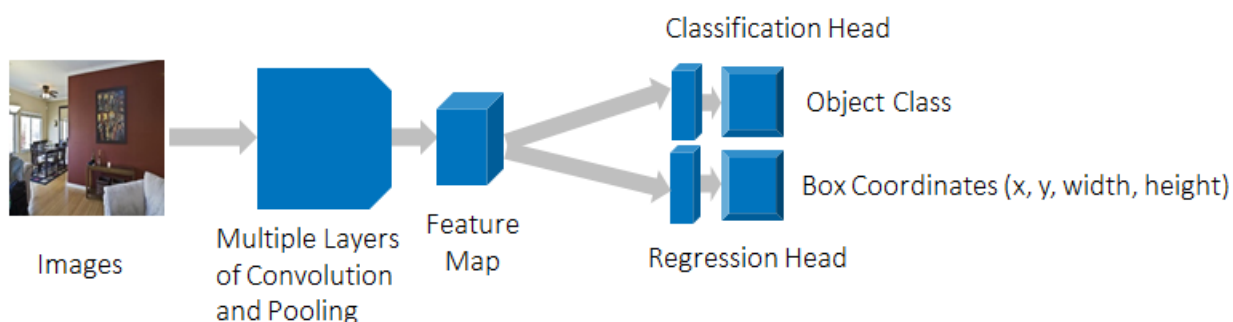 Classification Head
Object Class
Box Coordinates (x, y, width, height)
Regression Head
Images
Multiple Layers
of Convolution
and Pooling
Feature
Map